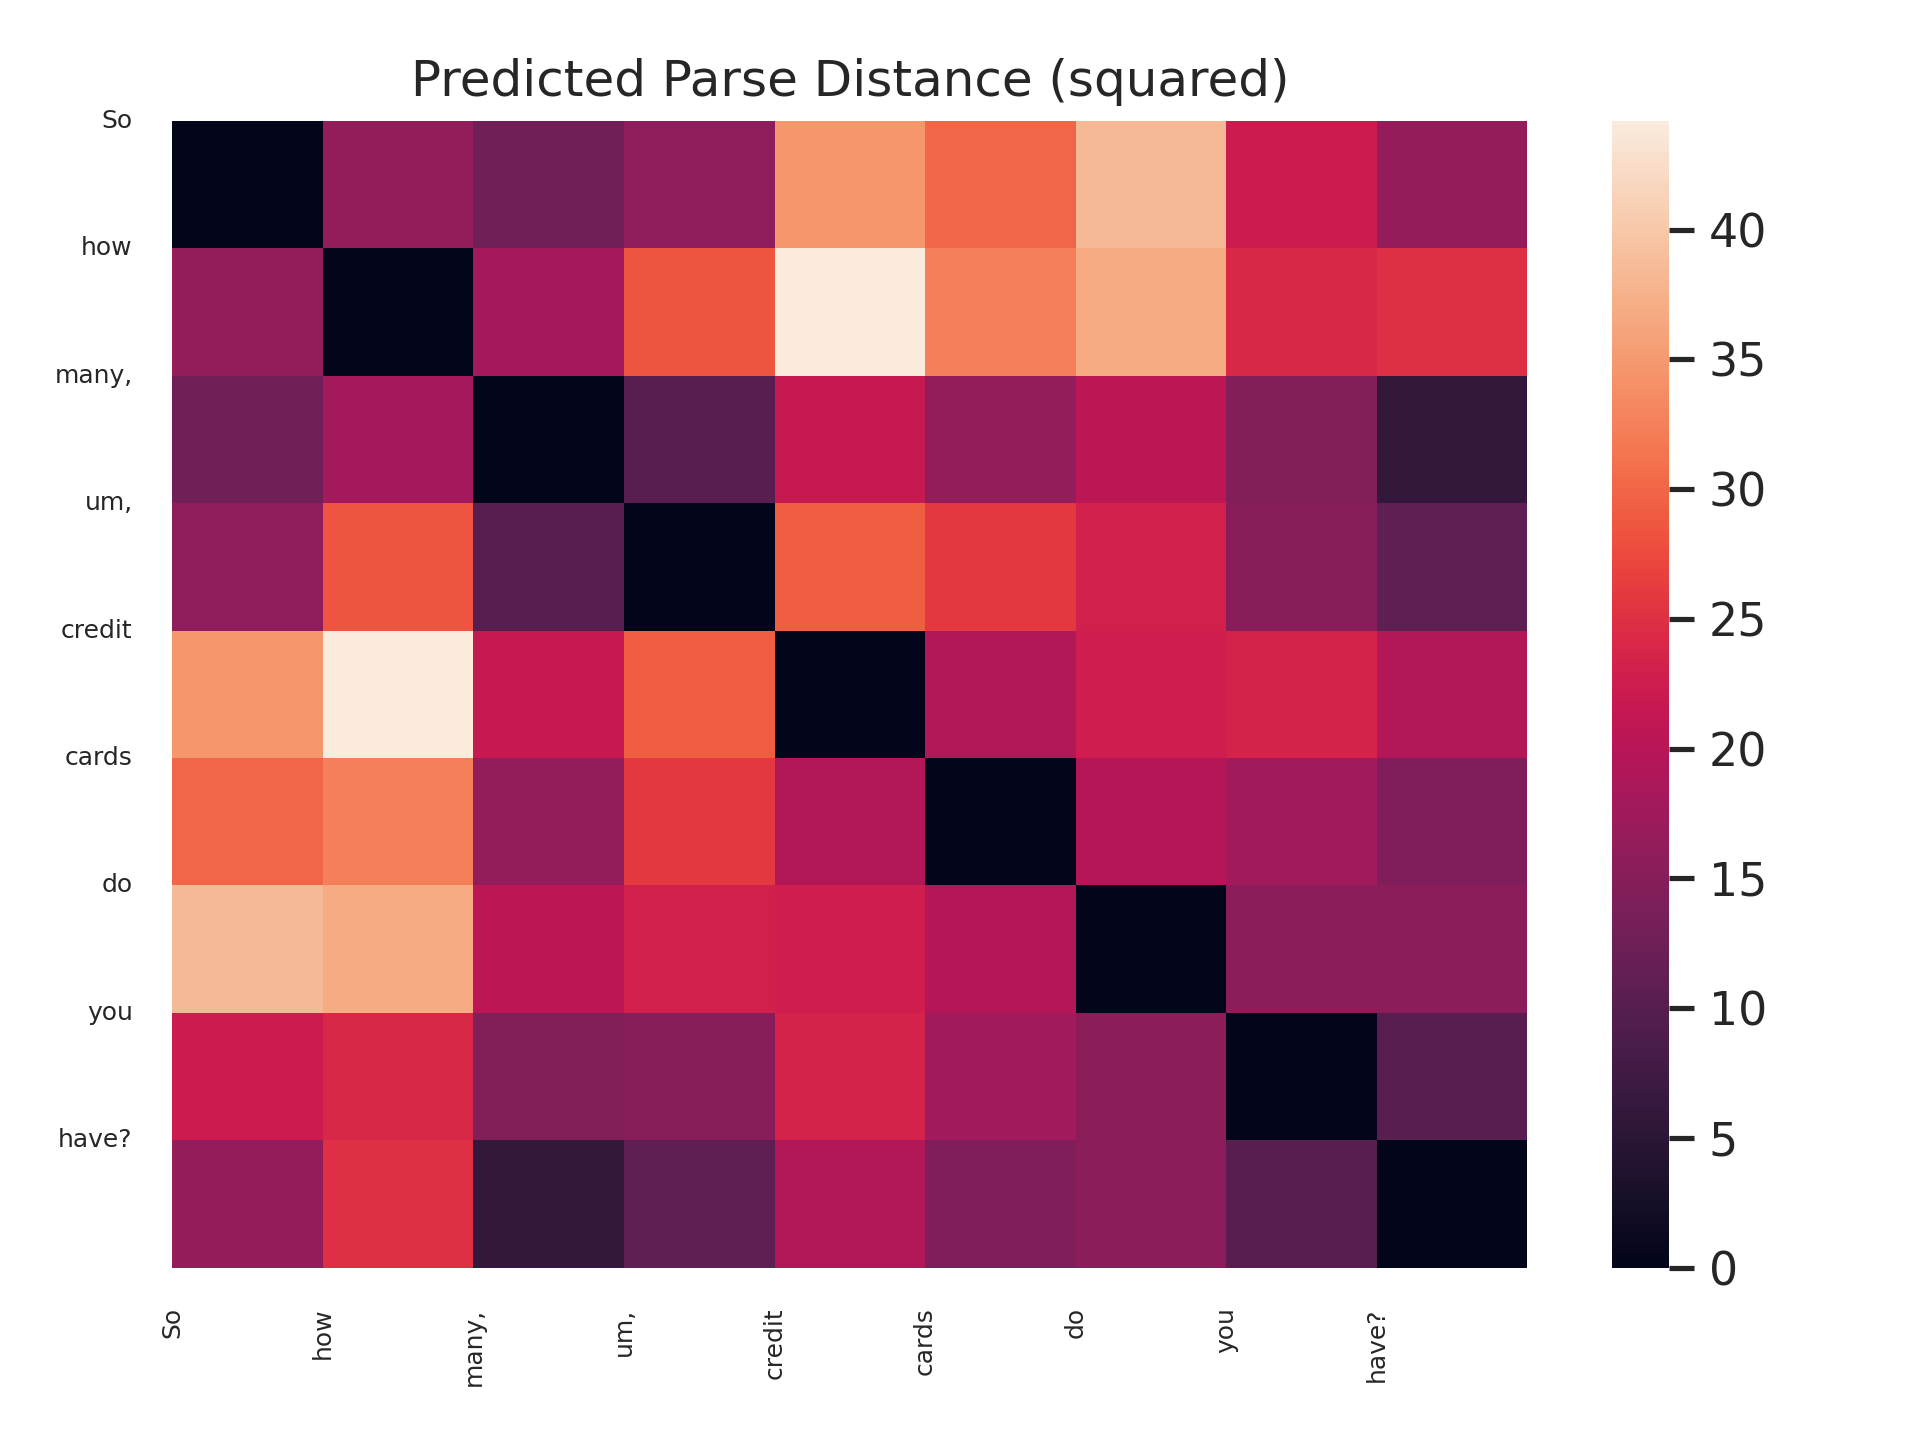 Predicted Parse Distance (squared)
So
how
many,
um,
credit
cards
do
you
have?
So how many, um, credit cards do you have?
40
35
30
25
20
15
10
5
0